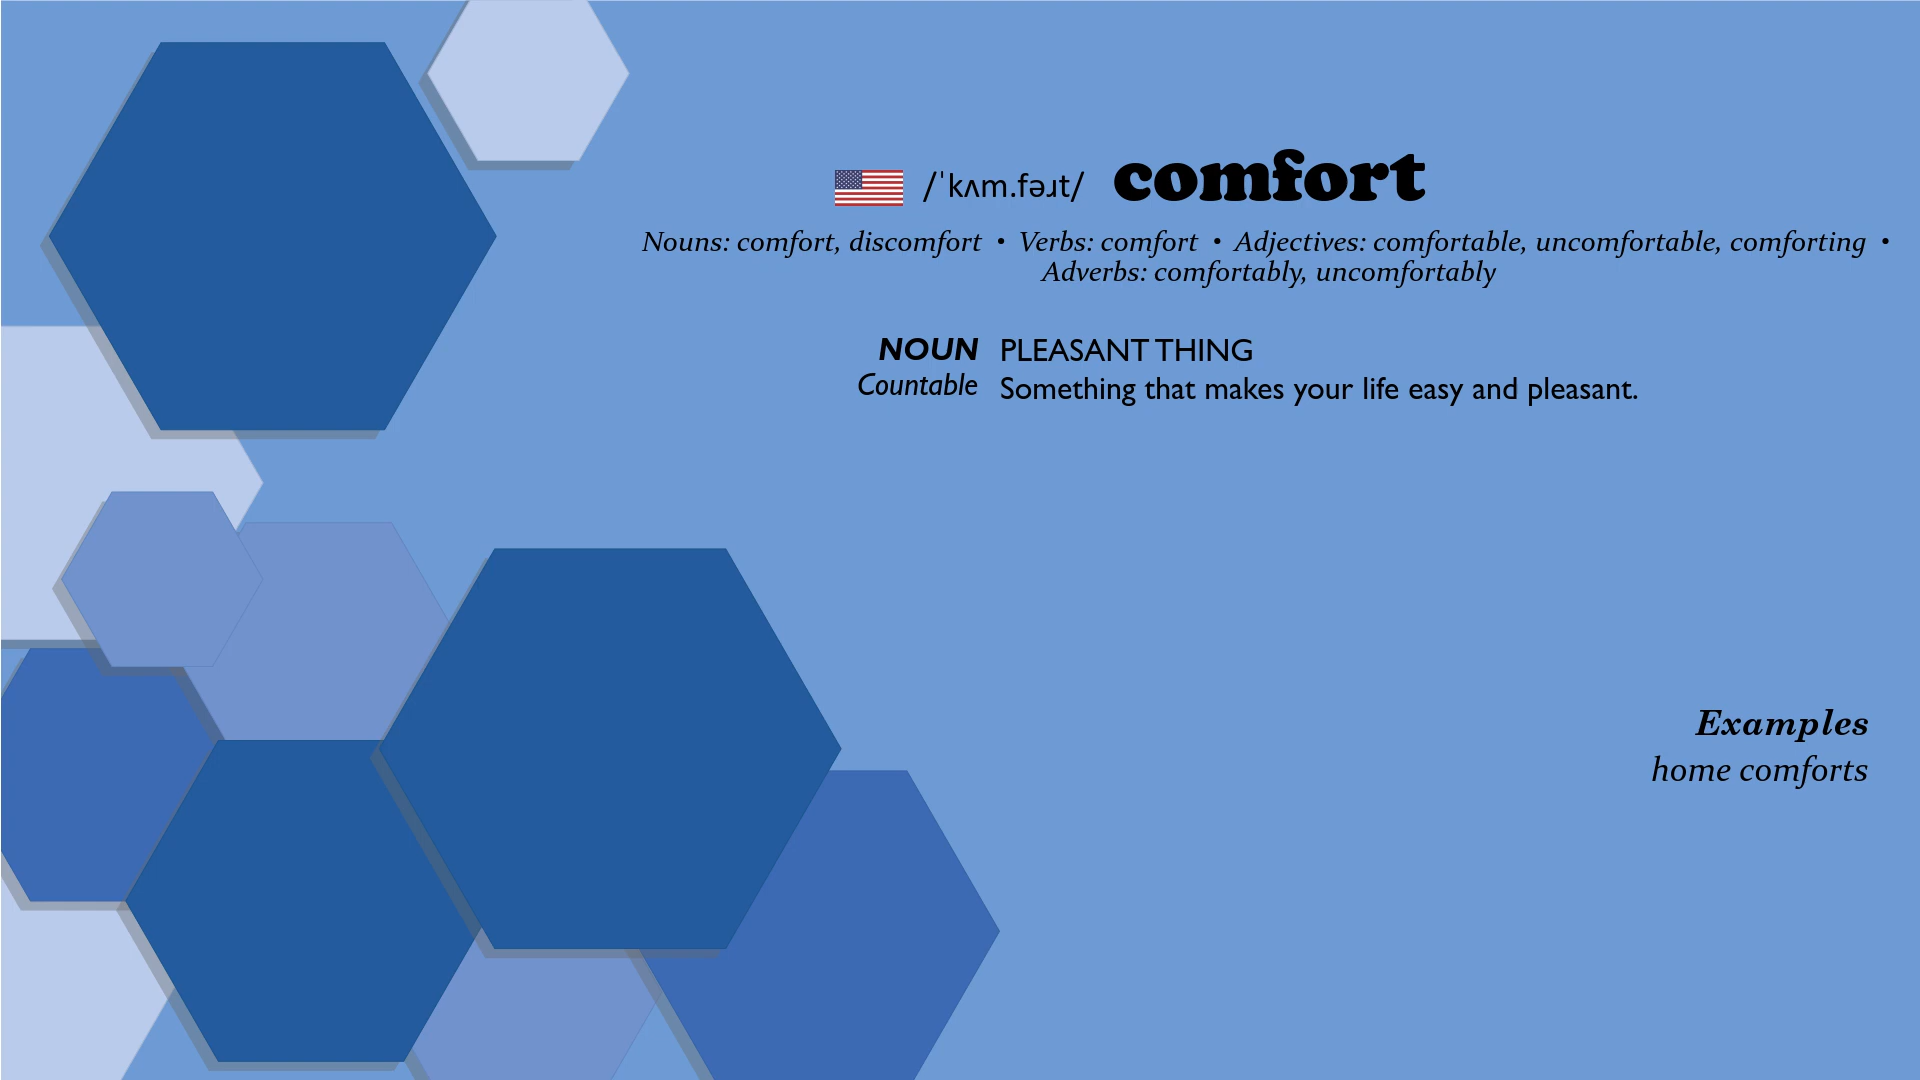 /ˈkʌm.fəɹt/ comfort
Nouns: comfort, discomfort • Verbs: comfort • Adjectives: comfortable, uncomfortable, comforting •
Adverbs: comfortably, uncomfortably
NOUN PLEASANT THING
Countable Something that makes your life easy and pleasant.
Examples
home comforts